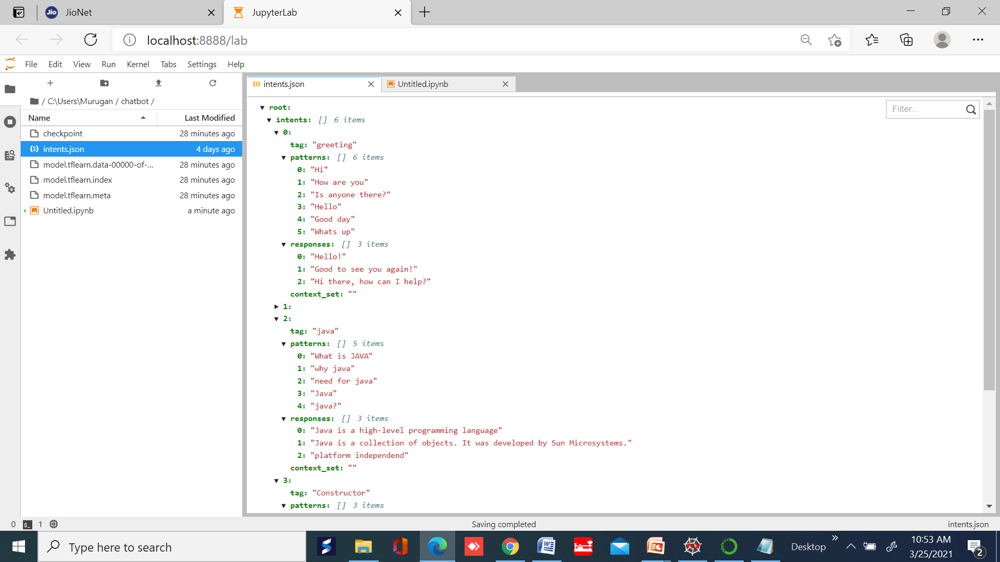 JioNet
JupyterLab
localhost:8888/lab
File Edit View Run Kernel Tabs Settings Help
/ C:\Users\Murugan / chatbot /
Name Last Modified
checkpoint 28 minutes ago
intents.json 4 days ago
model.tflearn.data-00000-of-... 28 minutes ago
model.tflearn.index 28 minutes ago
model.tflearn.meta 28 minutes ago
Untitled.ipynb a minute ago
intents.json
Untitled.ipynb
Filter...
root:
intents: [] 6 items
0:
tag: "greeting"
patterns: [] 6 items
0: "Hi"
1: "How are you"
2: "Is anyone there?"
3: "Hello"
4: "Good day"
5: "Whats up"
responses: [] 3 items
0: "Hello!"
1: "Good to see you again!"
2: "Hi there, how can I help?"
context_set: ""
1:
2:
tag: "java"
patterns: [] 5 items
0: "What is JAVA"
1: "why java"
2: "need for java"
3: "Java"
4: "java?"
responses: [] 3 items
0: "Java is a high-level programming language"
1: "Java is a collection of objects. It was developed by Sun Microsystems."
2: "platform independend"
context_set: ""
3:
tag: "Constructor"
patterns: [] 3 items
0 1 Saving completed intents.json
Type here to search
Desktop
10:53 AM
3/25/2021
2